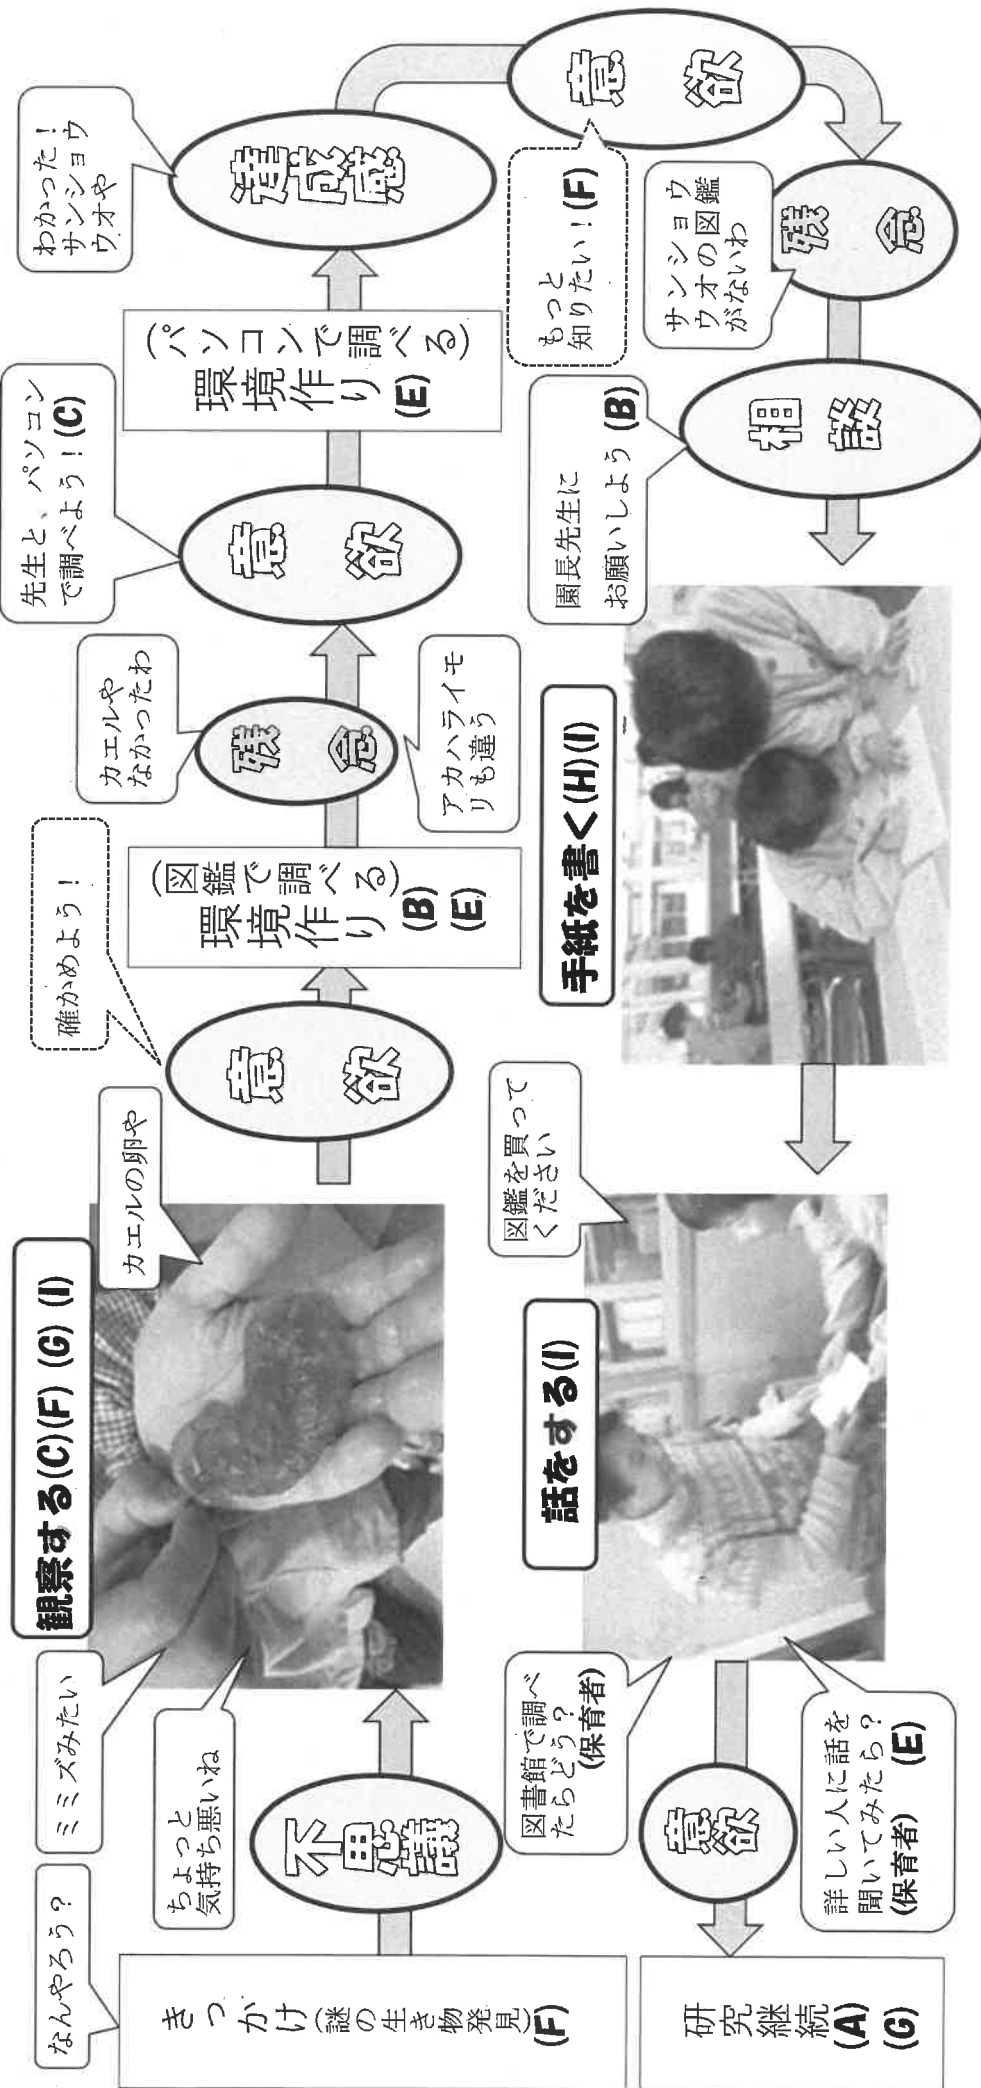 なんやろう？
きっかけ
(謎の生き物発見)
(F)
不思議
ちょっと
気持ち悪いね
ミミズみたい
観察する(C)(F) (G) (I)
カエルの卵や
意欲
確かめよう！
(図鑑で調べる)
環境作り
(B)
(E)
残念
カエルや
なかったわ
アカハライモ
リも違う
意欲
先生と、パソコン
で調べよう！(C)
(パソコンで調べる)
環境作り
(E)
達成感
わかった！
サンショウ
ウオや
意欲
もっと
知りたい！(F)
残念
サンショウ
ウオの図鑑
がないわ
相談
園長先生に
お願いしよう (B)
手紙を書く(H)(I)
図鑑を買って
ください
話をする(I)
図書館で調べ
たらどう？
(保育者)
詳しい人に話を
聞いてみたら？
(保育者) (E)
意欲
研究継続
(A)
(G)